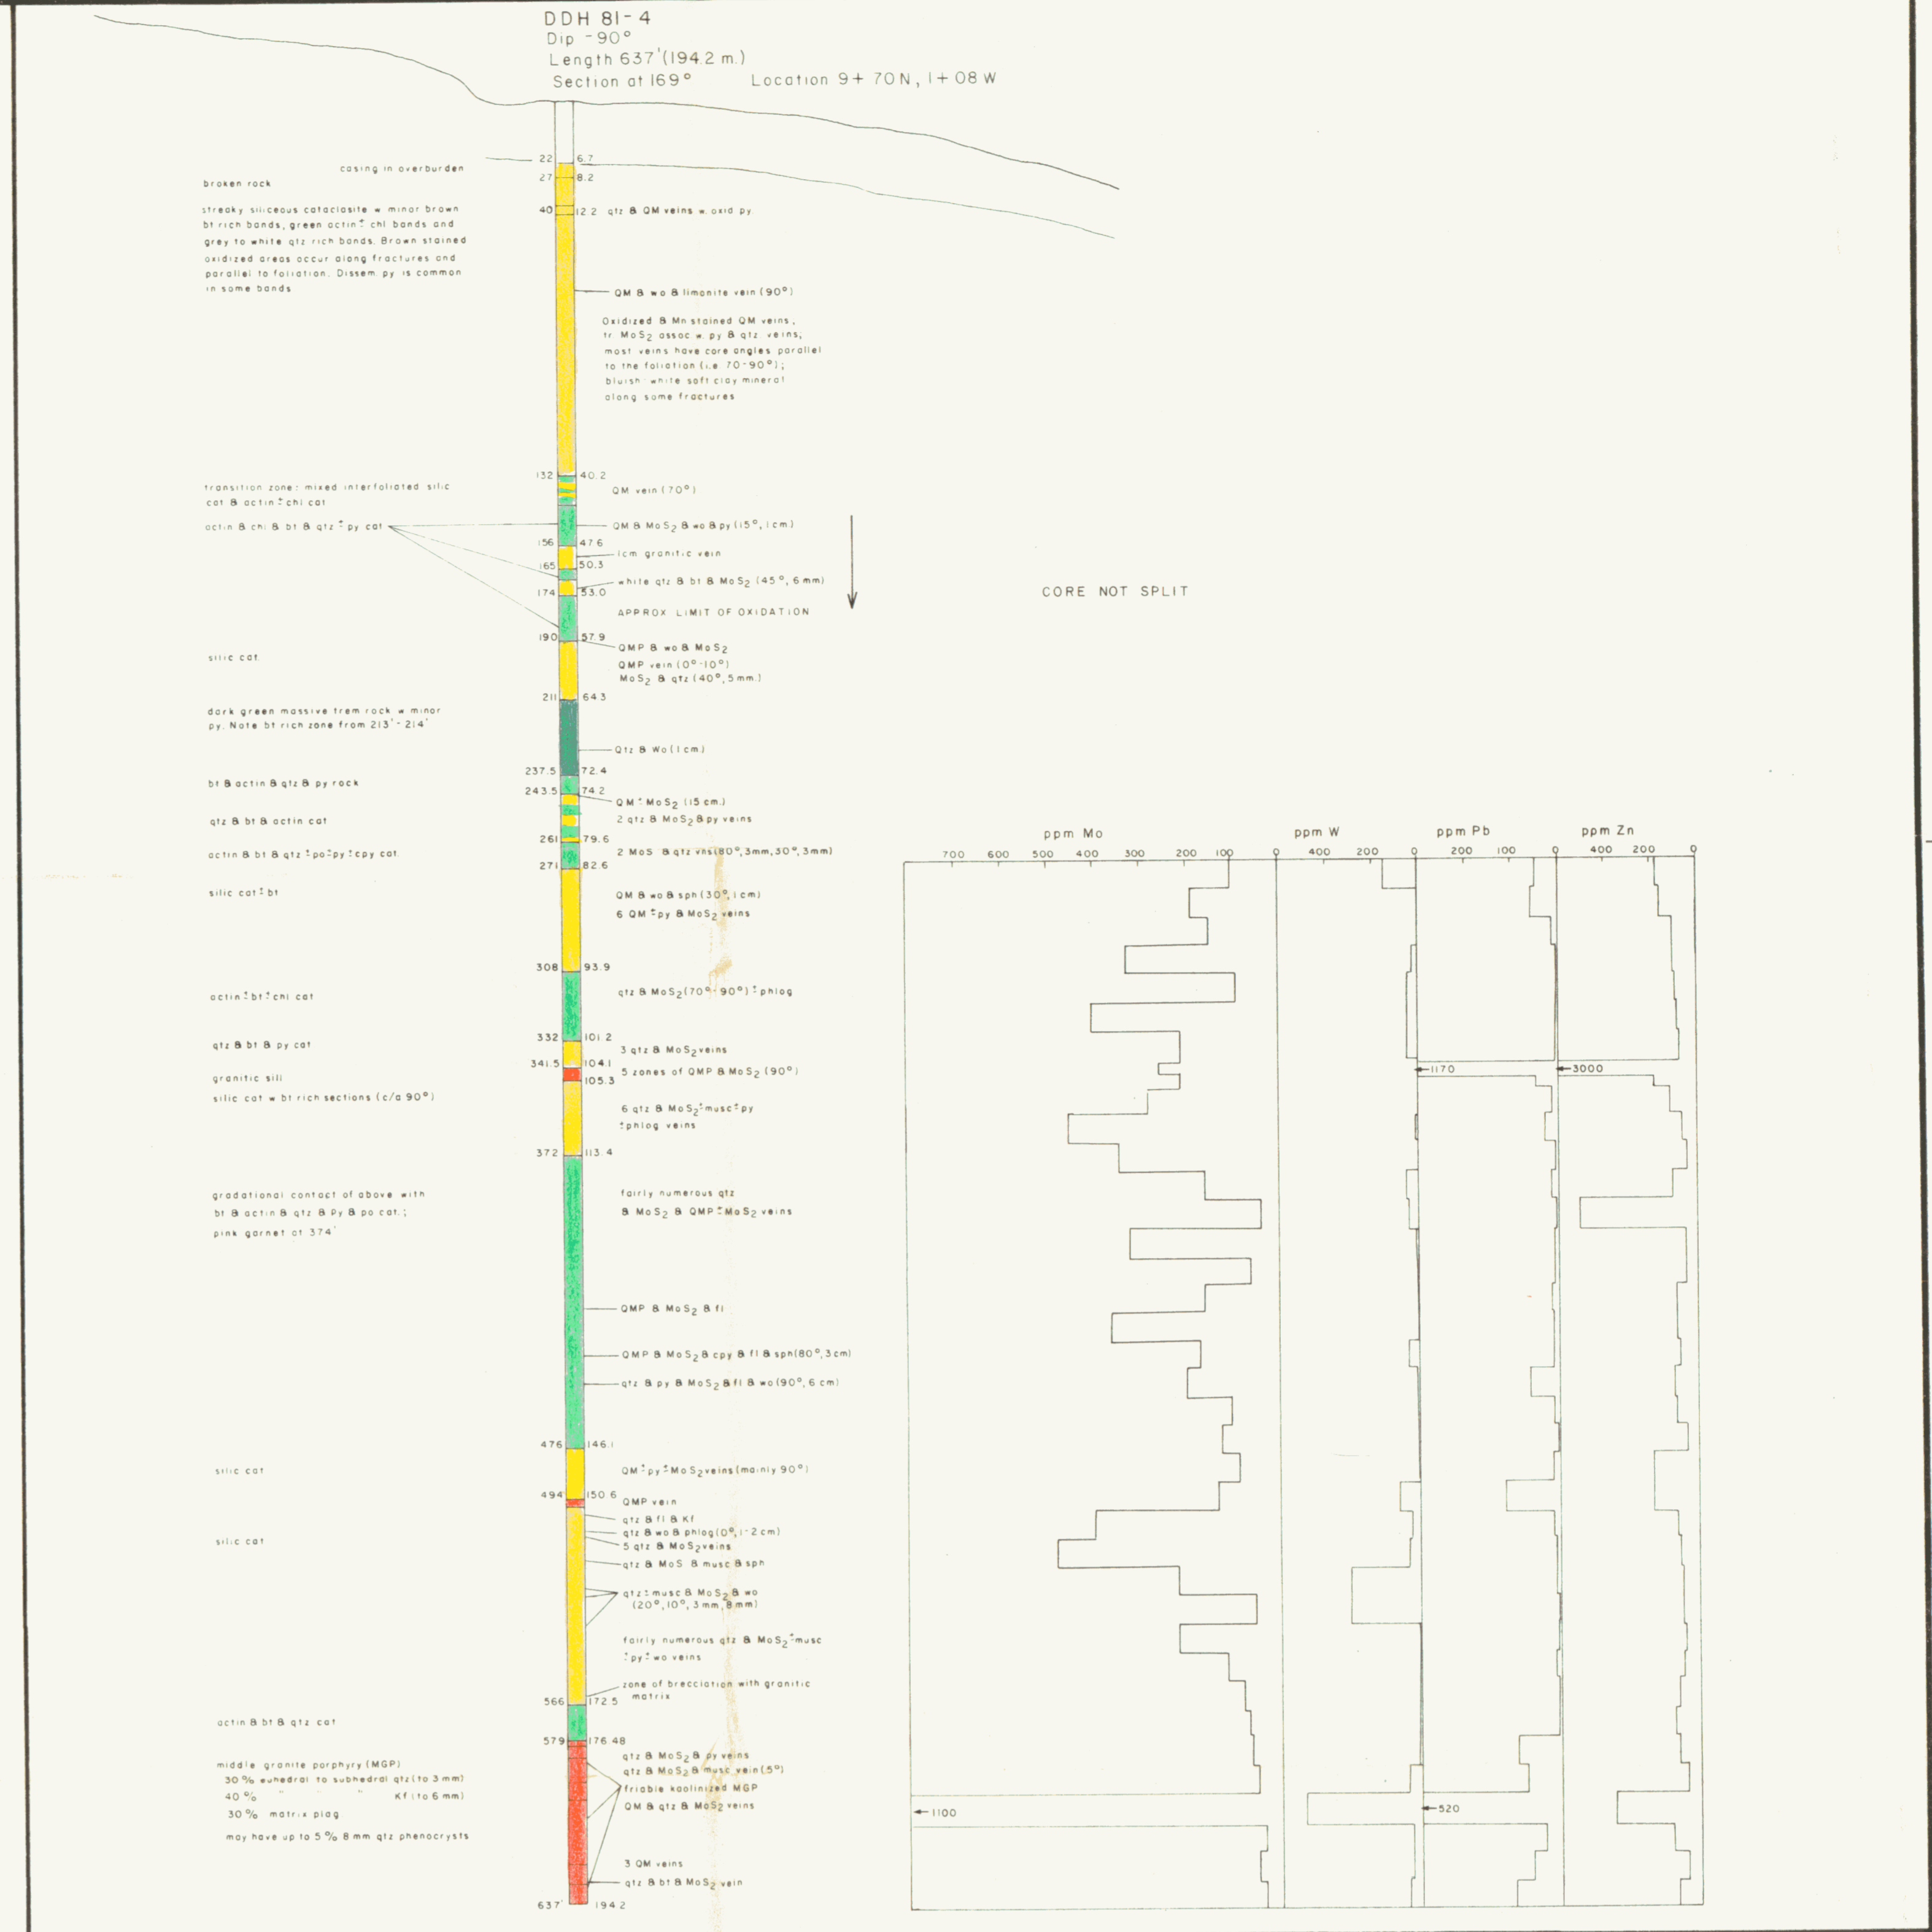 DDH 81-4
Dip -90°
Length 637'(194.2 m.)
Section at 169°
Location 9+ 70N, 1+08 W
22
6.7
casing in overburden
27
8.2
broken rock
40
12.2
qtz & QM veins w. oxid py.
streaky siliceous cataclasite w minor brown
bt rich bands, green actin ± chl bands and
grey to white qtz rich bands. Brown stained
oxidized areas occur along fractures and
parallel to foliation. Dissem. py is common
in some bands
QM & wo & limonite vein (90°)
Oxidized & Mn stained QM veins,
tr. MoS2 assoc w. py & qtz veins;
most veins have core angles parallel
to the foliation (i.e 70-90°);
bluish-white soft clay mineral
along some fractures
132
40.2
transition zone: mixed interfoliated silic
cat & actin ± chl cat
QM vein (70°)
actin & chl & bt & qtz ± py cat
QM & MoS2 & wo & py (15°, 1cm)
156
47.6
1cm granitic vein
165
50.3
white qtz & bt & MoS2 (45°, 6mm)
174
53.0
CORE NOT SPLIT
APPROX LIMIT OF OXIDATION
190
57.9
QMP & wo & MoS2
silic cat.
QMP vein (0°-10°)
MoS2 & qtz (40°, 5mm.)
211
64.3
dark green massive trem rock w minor
py. Note bt rich zone from 213'-214'
Qtz & Wo (1 cm.)
237.5
72.4
bt & actin & qtz & py rock
243.5
74.2
QM ± MoS2 (15 cm.)
qtz & bt & actin cat
2 qtz & MoS2 & py veins
261
79.6
actin & bt & qtz ± po ± py ± cpy cat.
2 MoS & qtz vns (80°, 3mm, 30°, 3mm)
271
82.6
silic cat ± bt
QM & wo & sph (30°, 1cm)
6 QM ± py & MoS2 veins
308
93.9
actin ± bt ± chl cat
qtz & MoS2 (70°-90°) ± phlog
332
101.2
qtz & bt & py cat
3 qtz & MoS2 veins
341.5
104.1
granitic sill
5 zones of QMP & MoS2 (90°)
105.3
silic cat w bt rich sections (c/a 90°)
6 qtz & MoS2 ± musc ± py
± phlog veins
372
113.4
gradational contact of above with
bt & actin & qtz & Py & po cat.;
pink garnet at 374'
fairly numerous qtz
& MoS2 & QMP ± MoS2 veins
QMP & MoS2 & fl
QMP & MoS2 & cpy & fl & sph (80°, 3cm)
qtz & py & MoS2 & fl & wo (90°, 6 cm)
476
146.1
silic cat
QM ± py ± MoS2 veins (mainly 90°)
494
150.6
QMP vein
qtz & fl & Kf
qtz & wo & phlog (0°, 1-2 cm)
silic cat
5 qtz & MoS2 veins
qtz & MoS & musc & sph
qtz ± musc & MoS2 & wo
(20°, 10°, 3mm, 8mm)
fairly numerous qtz & MoS2 ± musc
± py ± wo veins
zone of brecciation with granitic
matrix
566
172.5
actin & bt & qtz cat
579
176.48
middle granite porphyry (MGP)
30% euhedral to subhedral qtz (to 3mm)
40% " " " Kf (to 6mm)
30% matrix plag
may have up to 5% 8mm qtz phenocrysts
qtz & MoS2 & py veins
qtz & MoS2 & musc vein (5°)
friable kaolinized MGP
QM & qtz & MoS2 veins
3 QM veins
qtz & bt & MoS2 vein
637'
194.2
ppm Mo
ppm W
ppm Pb
ppm Zn
700 600 500 400 300 200 100 0 400 200 0 200 100 0 400 200 0
1170
3000
1100
520